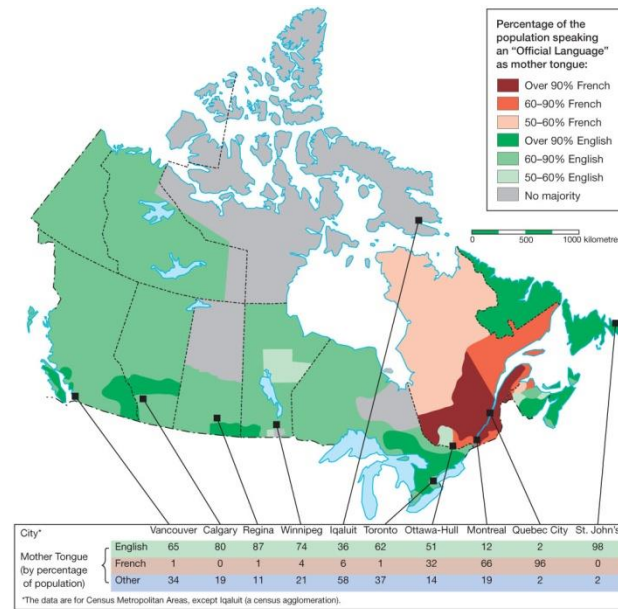 Percentage of the
population speaking
an "Official Language"
as mother tongue:
Over 90% French
60–90% French
50–60% French
Over 90% English
60–90% English
50–60% English
No majority
0 500 1000 kilometres
City* Vancouver Calgary Regina Winnipeg Iqaluit Toronto Ottawa-Hull Montreal Quebec City St. John's
Mother Tongue
(by percentage
of population)
English 65 80 87 74 36 62 51 12 2 98
French 1 0 1 4 6 1 32 66 96 0
Other 34 19 11 21 58 37 14 19 2 2
*The data are for Census Metropolitan Areas, except Iqaluit (a census agglomeration).